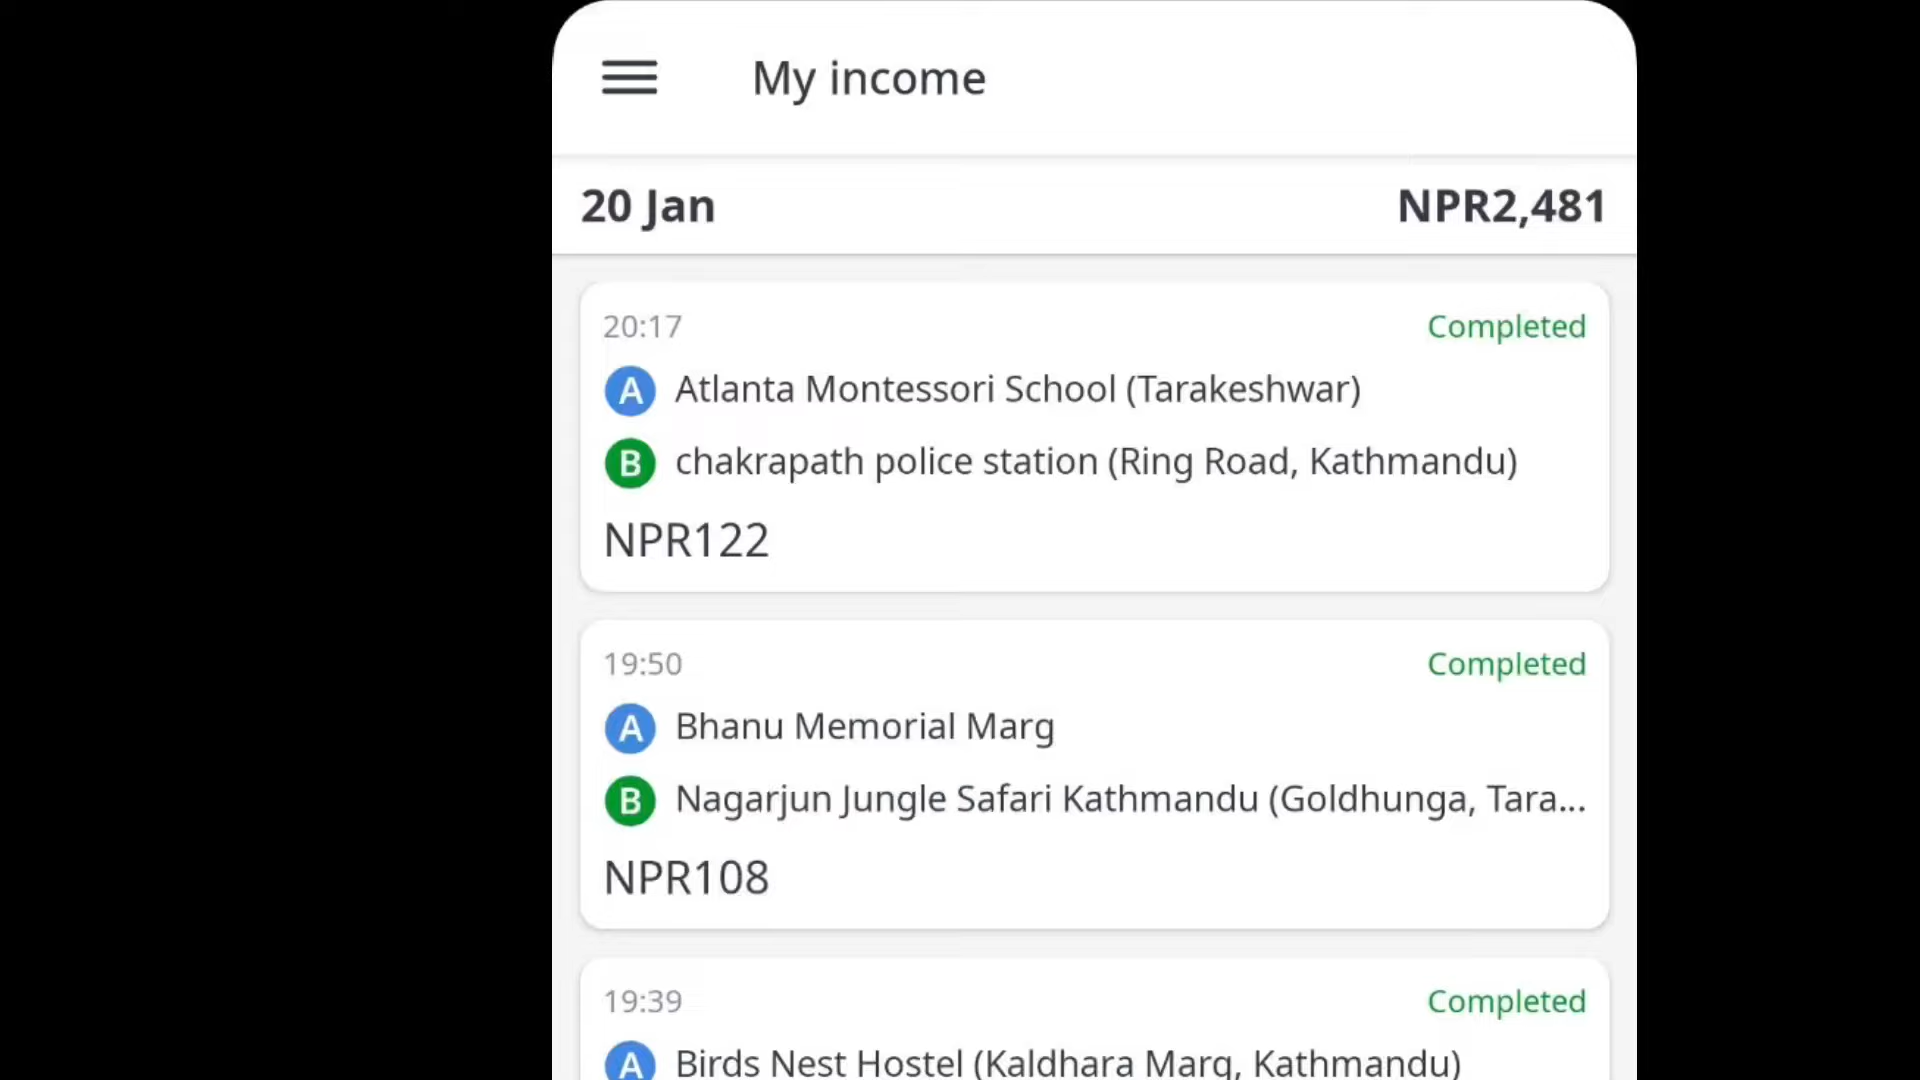 My income
20 Jan NPR2,481
20:17 Completed
A Atlanta Montessori School (Tarakeshwar)
B chakrapath police station (Ring Road, Kathmandu)
NPR122
19:50 Completed
A Bhanu Memorial Marg
B Nagarjun Jungle Safari Kathmandu (Goldhunga, Tara...
NPR108
19:39 Completed
A Birds Nest Hostel (Kaldhara Marg, Kathmandu)